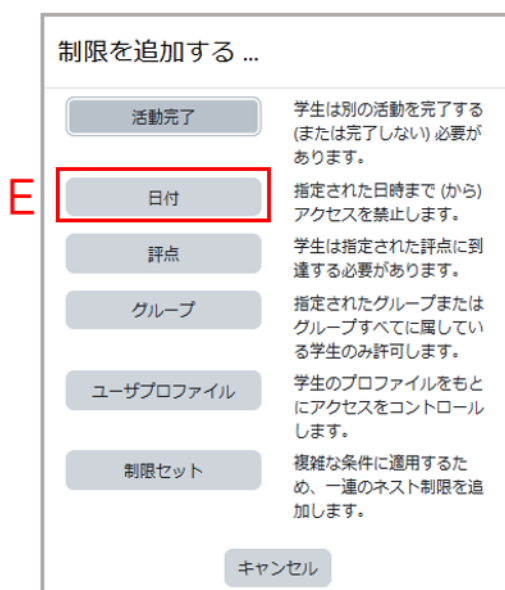 制限を追加する ...
活動完了
学生は別の活動を完了する
(または完了しない) 必要が
あります。
E
日付
指定された日時まで (から)
アクセスを禁止します。
評点
学生は指定された評点に到
達する必要があります。
グループ
指定されたグループまたは
グループすべてに属してい
る学生のみ許可します。
ユーザプロファイル
学生のプロファイルをもと
にアクセスをコントロール
します。
制限セット
複雑な条件に適用するた
め、一連のネスト制限を追
加します。
キャンセル